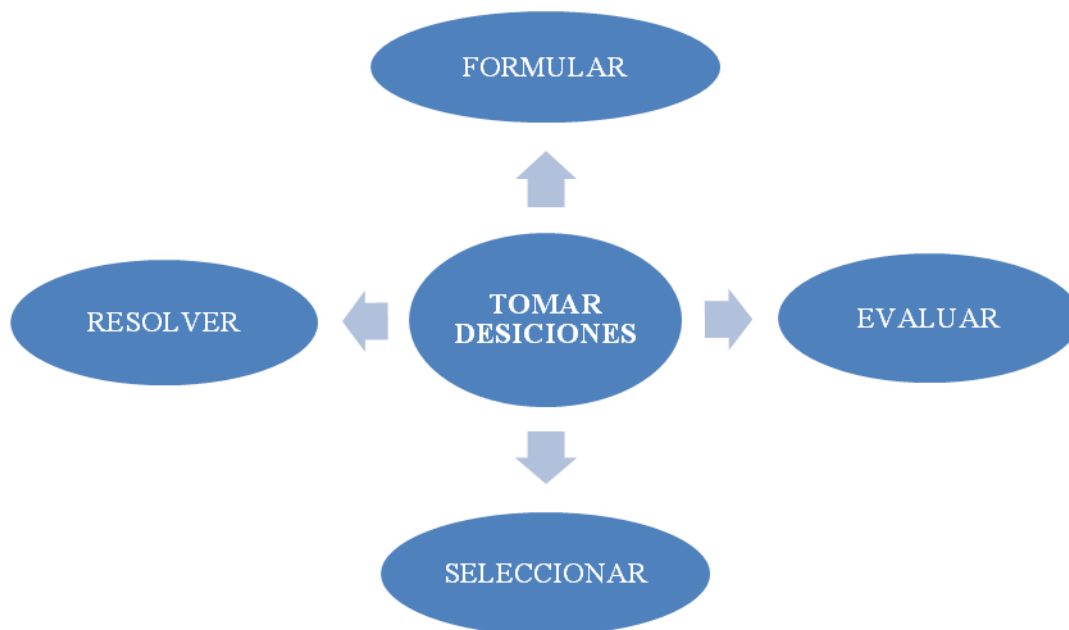 FORMULAR
RESOLVER
TOMAR
DESICIONES
EVALUAR
SELECCIONAR